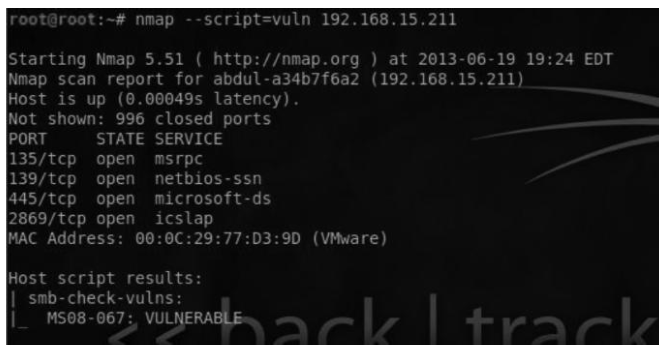 root@root:~# nmap --script=vuln 192.168.15.211
Starting Nmap 5.51 ( http://nmap.org ) at 2013-06-19 19:24 EDT
Nmap scan report for abdul-a34b7f6a2 (192.168.15.211)
Host is up (0.00049s latency).
Not shown: 996 closed ports
PORT     STATE SERVICE
135/tcp  open  msrpc
139/tcp  open  netbios-ssn
445/tcp  open  microsoft-ds
2869/tcp open  icslap
MAC Address: 00:0C:29:77:D3:9D (VMware)
Host script results:
| smb-check-vulns:
|_  MS08-067: VULNERABLE
<< back | track